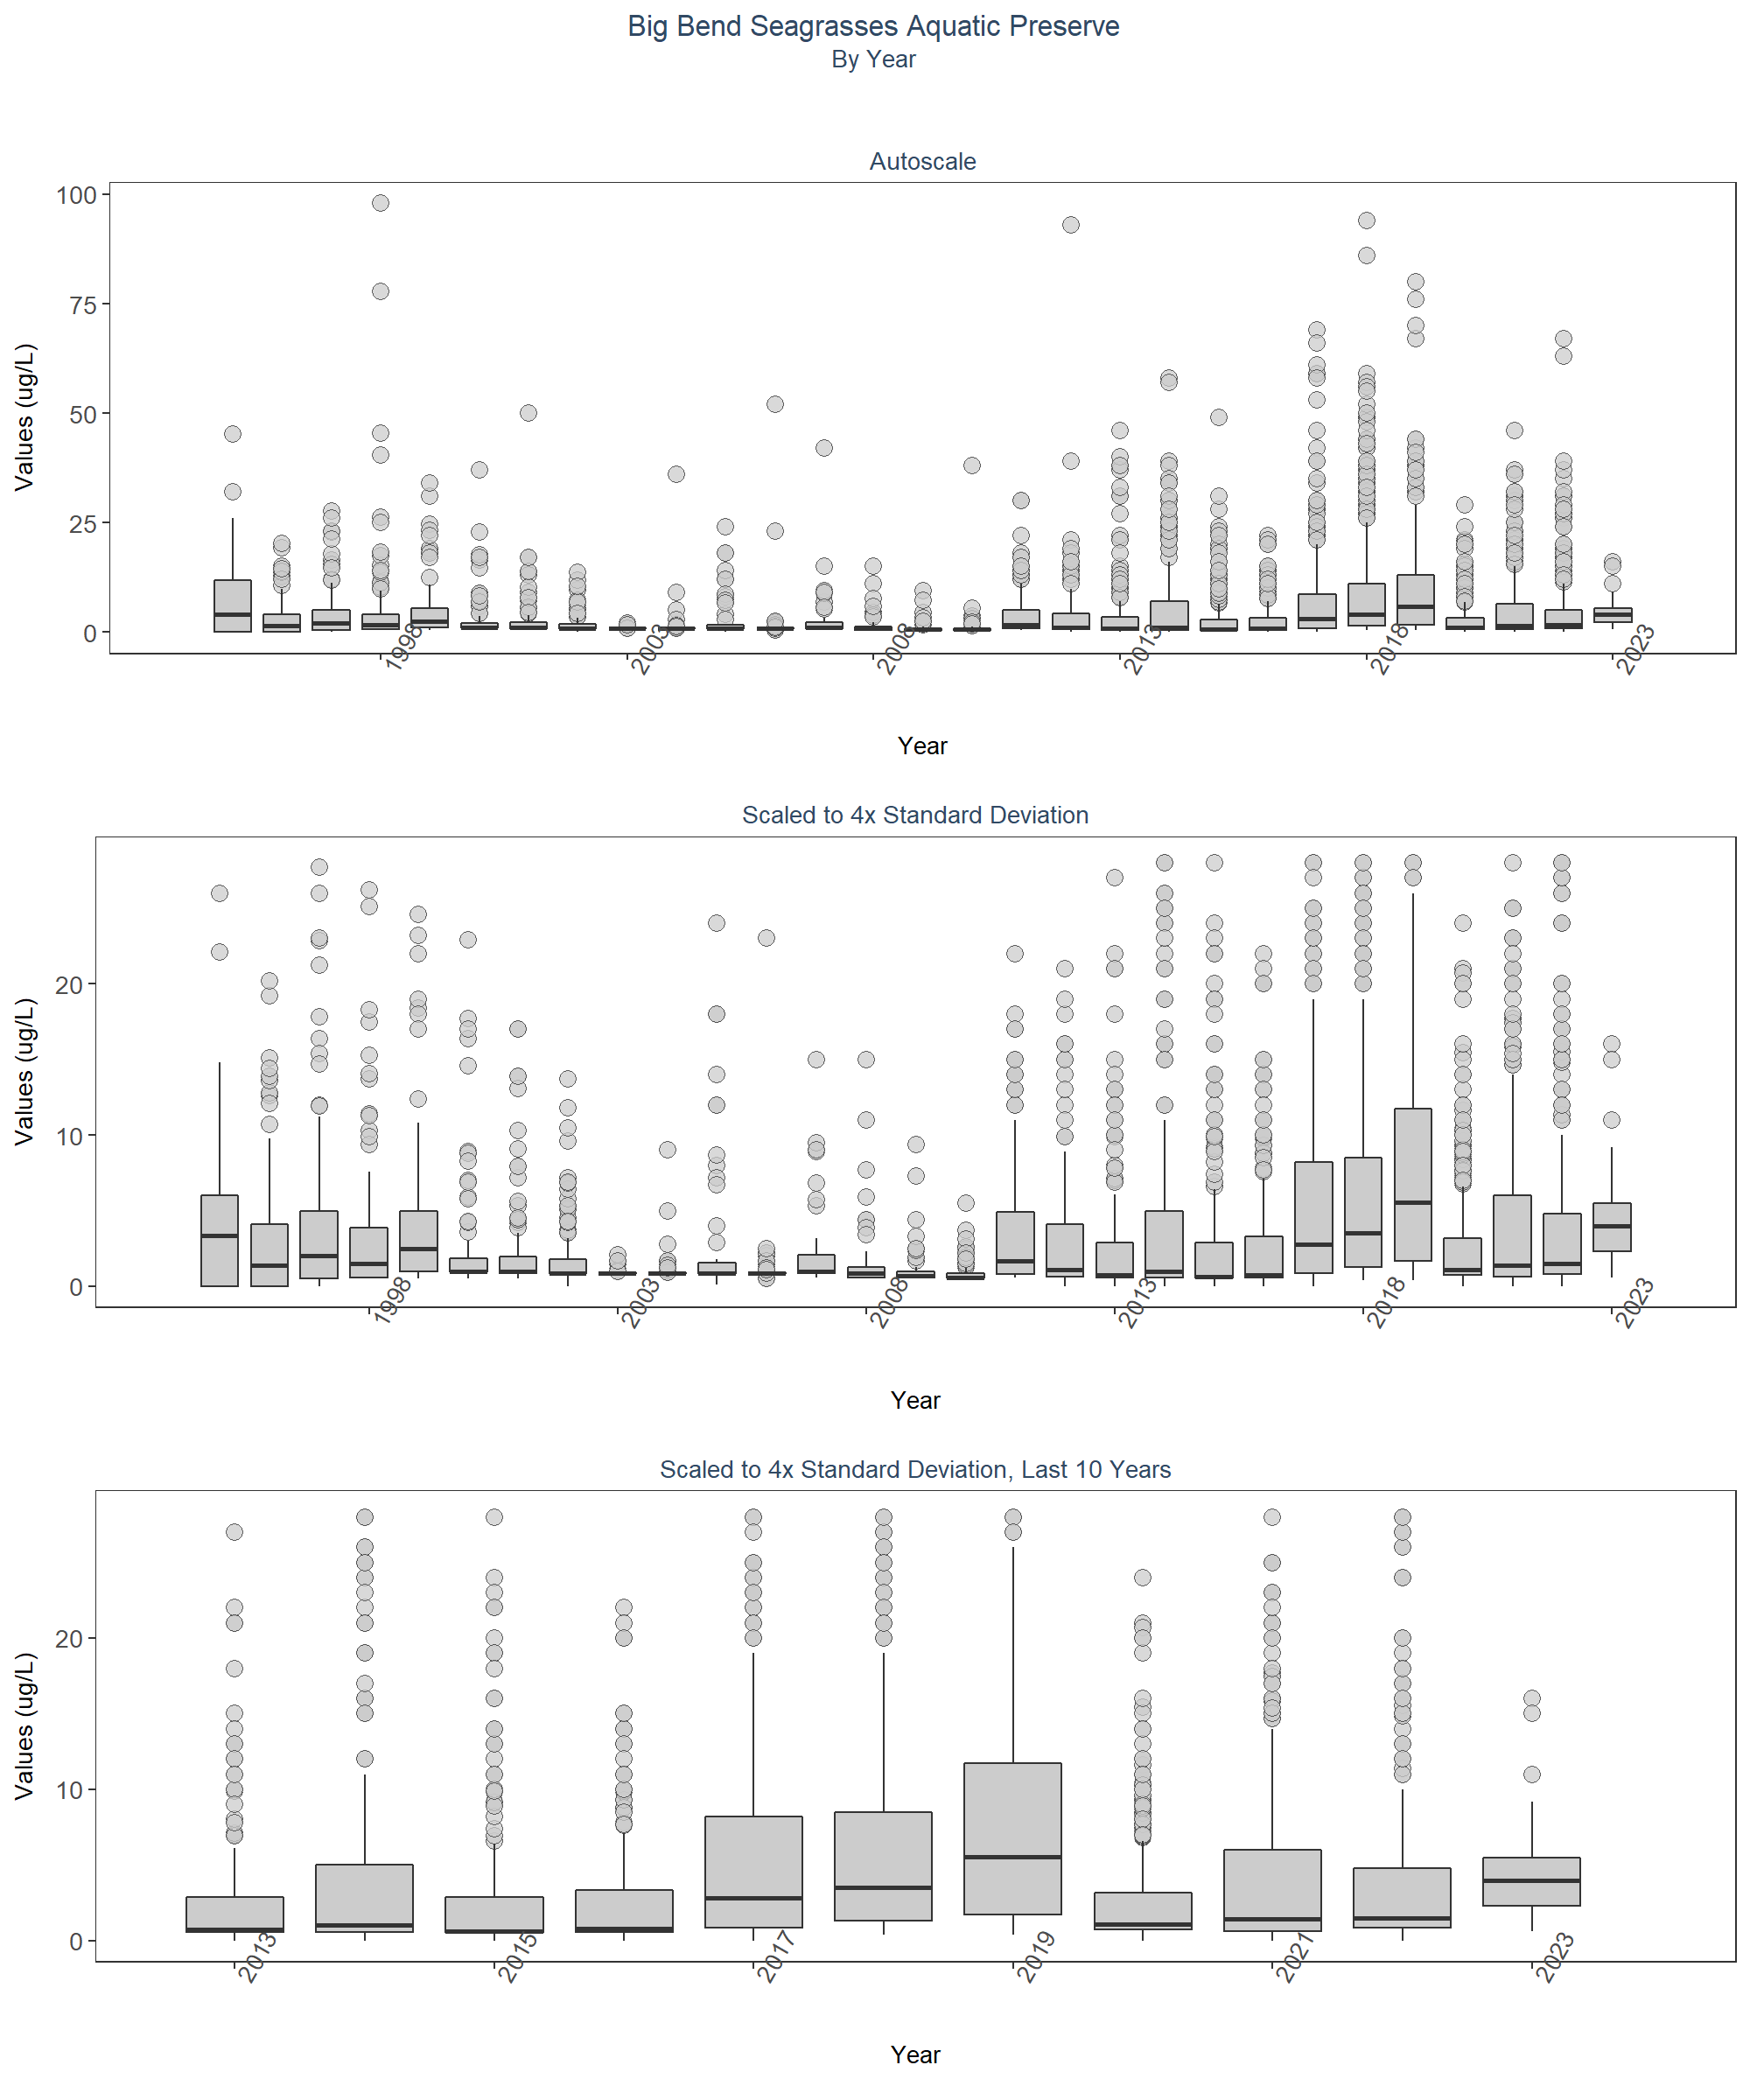 Big Bend Seagrasses Aquatic Preserve
By Year
Autoscale
Values (ug/L)
100
75
50
25
0
1998
2003
2008
2013
2018
2023
Year
Scaled to 4x Standard Deviation
Values (ug/L)
20
10
0
1998
2003
2008
2013
2018
2023
Year
Scaled to 4x Standard Deviation, Last 10 Years
Values (ug/L)
20
10
0
2013
2015
2017
2019
2021
2023
Year